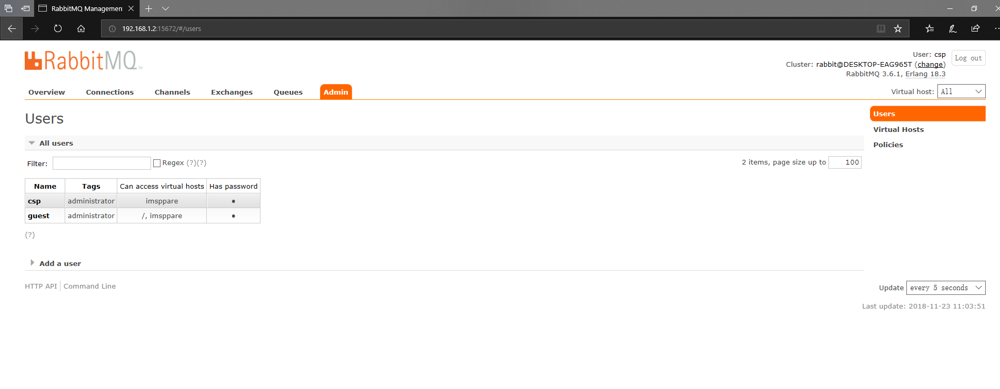 RabbitMQ Managemen
192.168.1.2:15672/#/users
RabbitMQ™
User: csp
Log out
Cluster: rabbit@DESKTOP-EAG965T (change)
RabbitMQ 3.6.1, Erlang 18.3
Overview Connections Channels Exchanges Queues Admin
Virtual host: All
Users
Users
Virtual Hosts
Policies
All users
Filter: Regex (?)(?)
2 items, page size up to 100
Name Tags Can access virtual hosts Has password
csp administrator imsppare ●
guest administrator /, imsppare ●
(?)
Add a user
HTTP API Command Line
Update every 5 seconds
Last update: 2018-11-23 11:03:51